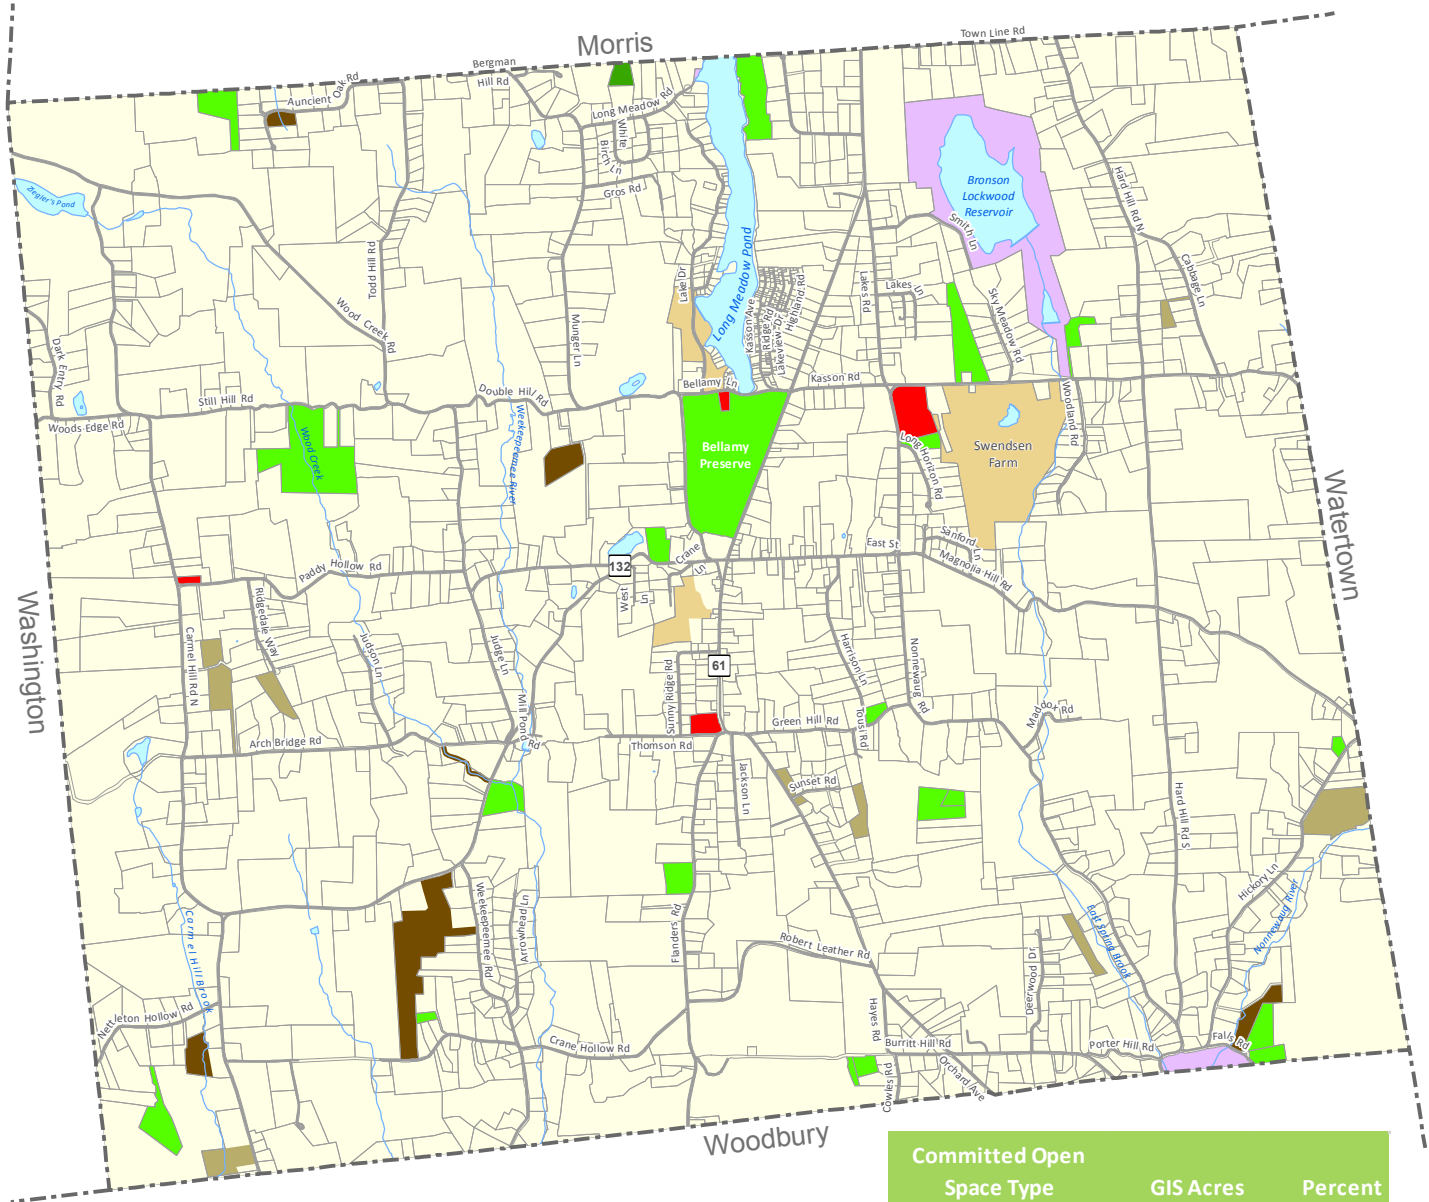 Morris
Town Line Rd
Bergman
Hill Rd
Auncient Oak Rd
Long Meadow Rd
White
Birch Ln
Gros Rd
Ziegler's Pond
Bronson
Lockwood
Reservoir
Smith Ln
Hard Hill Rd N
Cabbage Ln
Todd Hill Rd
Wood Creek Rd
Munger Ln
Lake Dr
Long Meadow Pond
Kasson Ave
Ridge Rd
Lakeview Dr
Highland Rd
Lakes Rd
Lakes Ln
Sky Meadow Rd
Dark Entry Rd
Still Hill Rd
Woods Edge Rd
Double Hill Rd
Bellamy Ln
Kasson Rd
Woodland Rd
Wood Creek
Weekeepeemee River
Bellamy
Preserve
Long Horizon Rd
Swendsen
Farm
Watertown
Sanford Ln
East St
Magnolia Hill Rd
Crane Ln
132
West
Paddy Hollow Rd
Washington
Carmel Hill Rd N
Ridgedale Way
Judson Ln
Judge Ln
Mill Pond Rd
Sunny Ridge Rd
61
Harrison Ln
Nonnewaug Rd
Maddox Rd
Tousi Rd
Green Hill Rd
Thomson Rd
Arch Bridge Rd
Jackson Ln
Sunset Rd
Hard Hill Rd S
Hickory Ln
Nonnewaug River
East Spring Brook
Carmel Hill Brook
Weekeepeemee Rd
Arrowhead Ln
Flanders Rd
Robert Leather Rd
Deerwood Dr
Nettleton Hollow Rd
Crane Hollow Rd
Hayes Rd
Burritt Hill Rd
Porter Hill Rd
Falls Rd
Cowles Rd
Orchard Ave
Woodbury
Committed Open
Space Type GIS Acres Percent